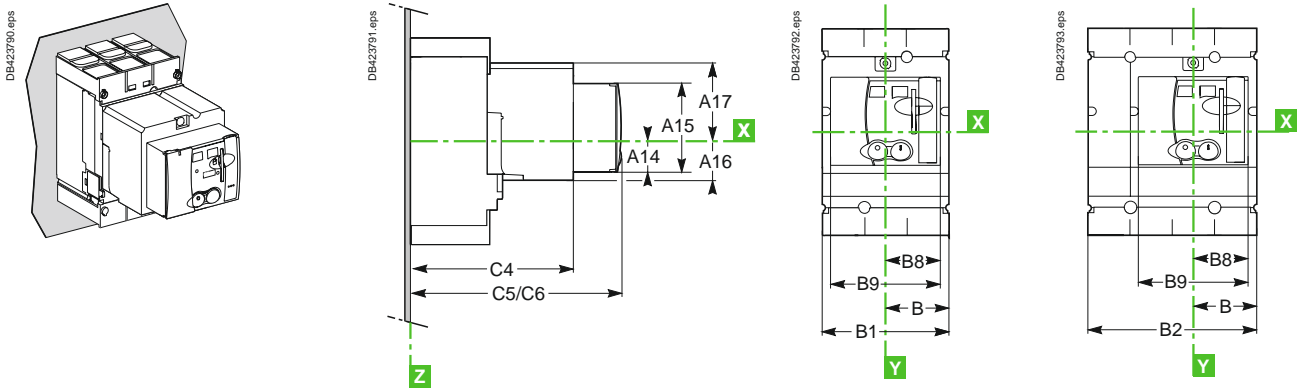 DB423790.eps
DB423791.eps
A17
A15
X
A14
A16
C4
C5/C6
Z
DB423792.eps
X
B8
B9
B
B1
Y
DB423793.eps
X
B8
B9
B
B2
Y